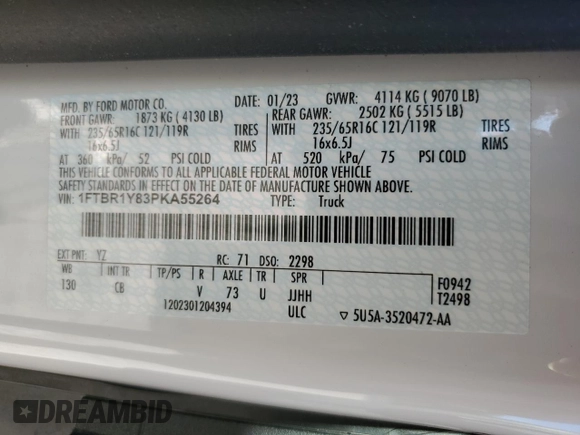 MFD. BY FORD MOTOR CO. DATE: 01/23 GVWR: 4114 KG ( 9070 LB)
FRONT GAWR: 1873 KG ( 4130 LB) REAR GAWR: 2502 KG ( 5515 LB)
WITH 235/65R16C 121/119R TIRES WITH 235/65R16C 121/119R TIRES
16x6.5J RIMS 16x6.5J RIMS
AT 360 kPa/ 52 PSI COLD AT 520 kPa/ 75 PSI COLD
THIS VEHICLE CONFORMS TO ALL APPLICABLE FEDERAL MOTOR VEHICLE
SAFETY STANDARDS IN EFFECT ON THE DATE OF MANUFACTURE SHOWN ABOVE.
VIN: 1FTBR1Y83PKA55264 TYPE: Truck
EXT PNT: YZ RC: 71 DSO: 2298
WB INT TR TP/PS R AXLE TR SPR F0942
130 CB V 73 U JJHH T2498
1202301204394 ULC ▽ 5U5A-3520472-AA
DREAMBID